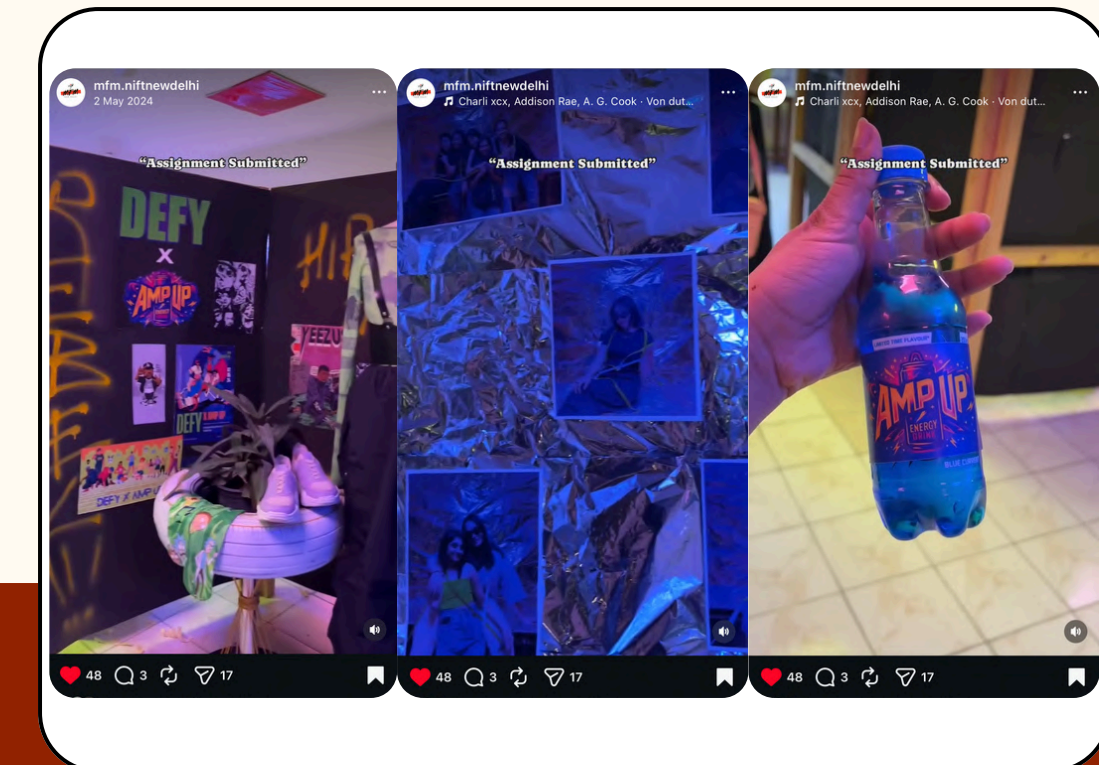 mfm.niftnewdelhi
2 May 2024
“Assignment Submitted”
DEFY
X
AMP UP
DEFY
DEFY X AMP
48 3 17
mfm.niftnewdelhi
Charli xcx, Addison Rae, A. G. Cook · Von dut...
“Assignment Submitted”
48 3 17
mfm.niftnewdelhi
Charli xcx, Addison Rae, A. G. Cook · Von dut...
“Assignment Submitted”
AMP UP
ENERGY
DRINK
48 3 17